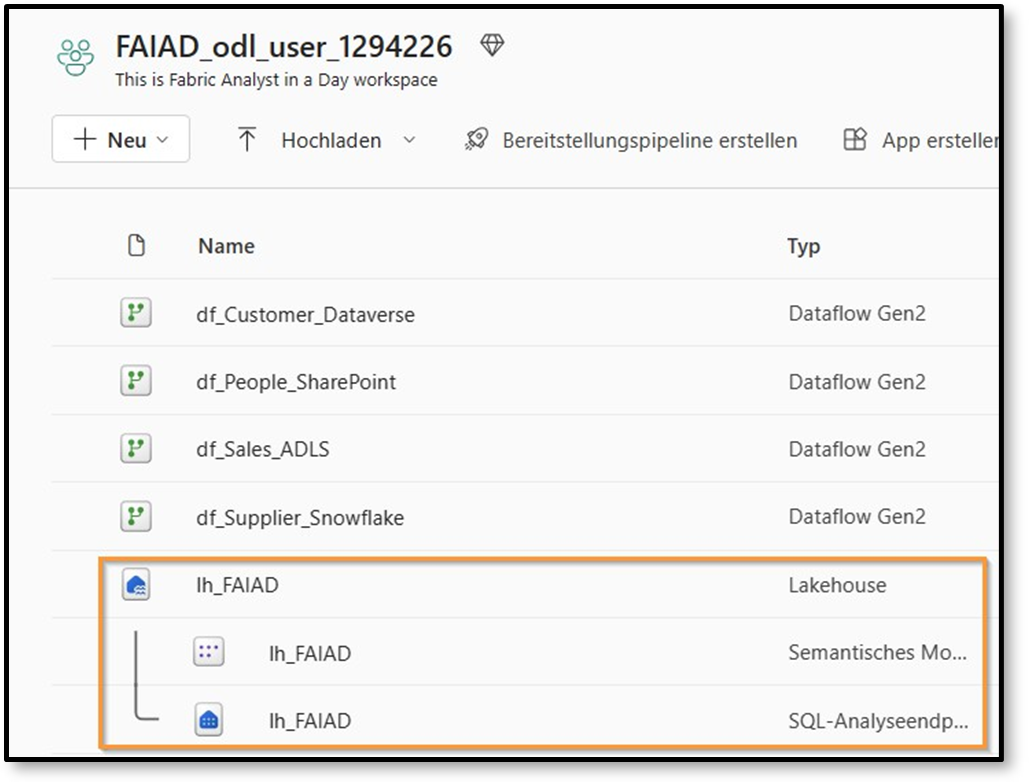 FAIAD_odl_user_1294226
This is Fabric Analyst in a Day workspace
Neu Hochladen Bereitstellungspipeline erstellen App erstellen
Name Typ
df_Customer_Dataverse Dataflow Gen2
df_People_SharePoint Dataflow Gen2
df_Sales_ADLS Dataflow Gen2
df_Supplier_Snowflake Dataflow Gen2
lh_FAIAD Lakehouse
lh_FAIAD Semantisches Mo...
lh_FAIAD SQL-Analyseendp...